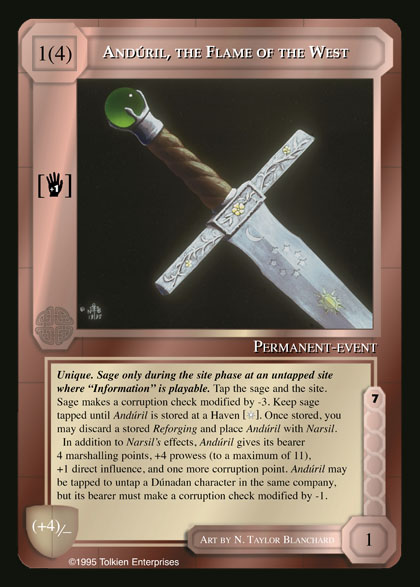 1(4)
ANDÚRIL, THE FLAME OF THE WEST
[+1]
PERMANENT-EVENT
Unique. Sage only during the site phase at an untapped site
where “Information” is playable. Tap the sage and the site.
Sage makes a corruption check modified by -3. Keep sage
tapped until Andúril is stored at a Haven []. Once stored, you
may discard a stored Reforging and place Andúril with Narsil.
In addition to Narsil's effects, Andúril gives its bearer
4 marshalling points, +4 prowess (to a maximum of 11),
+1 direct influence, and one more corruption point. Andúril may
be tapped to untap a Dúnadan character in the same company,
but its bearer must make a corruption check modified by -1.
7
(+4)/–
ART BY N. TAYLOR BLANCHARD
1
©1995 Tolkien Enterprises